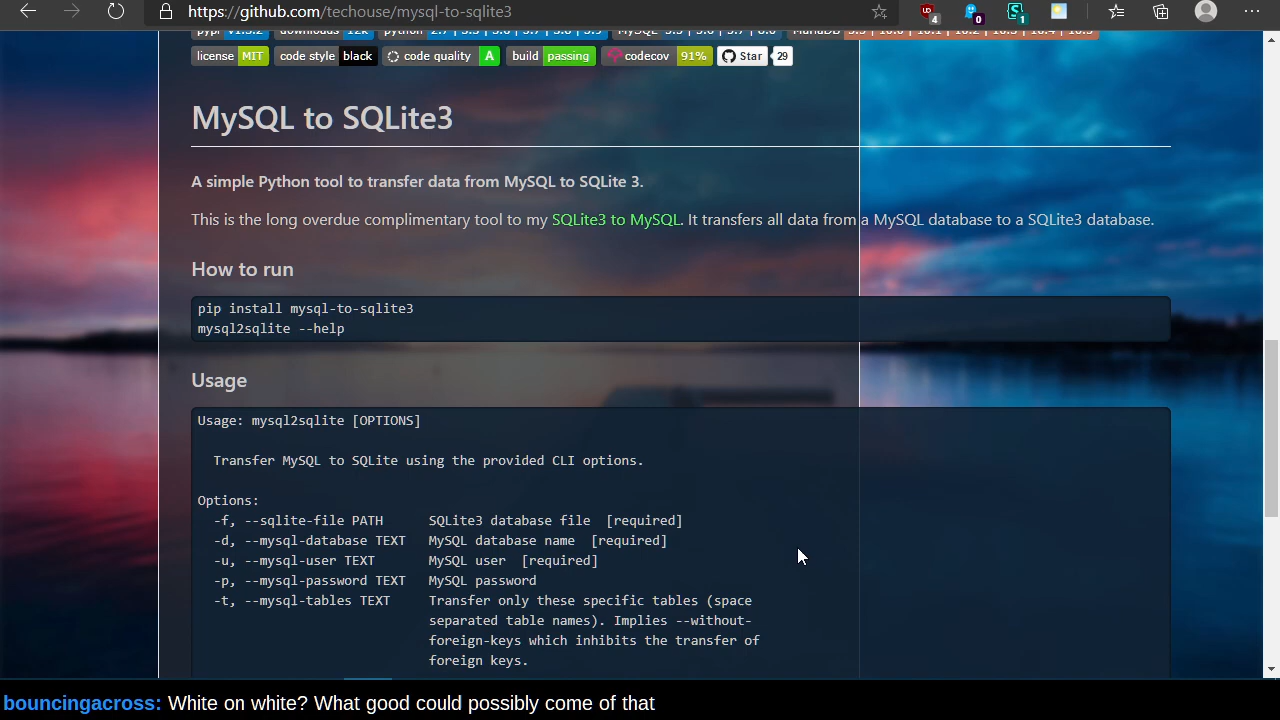 https://github.com/techouse/mysql-to-sqlite3
4 0 1
license MIT code style black code quality A build passing codecov 91% Star 29
MySQL to SQLite3
A simple Python tool to transfer data from MySQL to SQLite 3.
This is the long overdue complimentary tool to my SQLite3 to MySQL. It transfers all data from a MySQL database to a SQLite3 database.
How to run
pip install mysql-to-sqlite3
mysql2sqlite --help
Usage
Usage: mysql2sqlite [OPTIONS]
Transfer MySQL to SQLite using the provided CLI options.
Options:
-f, --sqlite-file PATH SQLite3 database file [required]
-d, --mysql-database TEXT MySQL database name [required]
-u, --mysql-user TEXT MySQL user [required]
-p, --mysql-password TEXT MySQL password
-t, --mysql-tables TEXT Transfer only these specific tables (space
separated table names). Implies --without-
foreign-keys which inhibits the transfer of
foreign keys.
bouncingacross: White on white? What good could possibly come of that